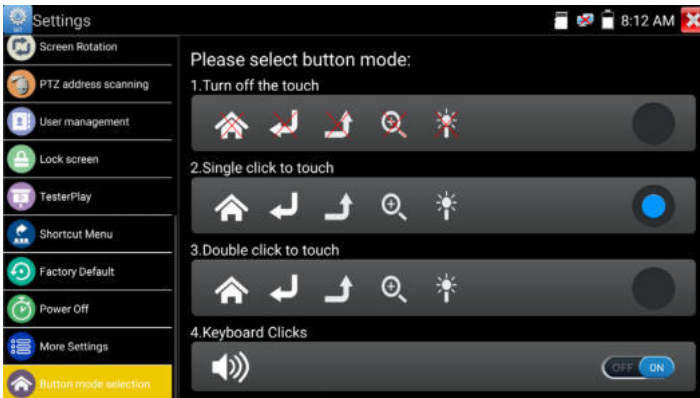 SET
Settings
8:12 AM
Screen Rotation
PTZ address scanning
User management
Lock screen
TesterPlay
Shortcut Menu
Factory Default
Power Off
More Settings
Button mode selection
Please select button mode:
1.Turn off the touch
2.Single click to touch
3.Double click to touch
4.Keyboard Clicks
OFF ON